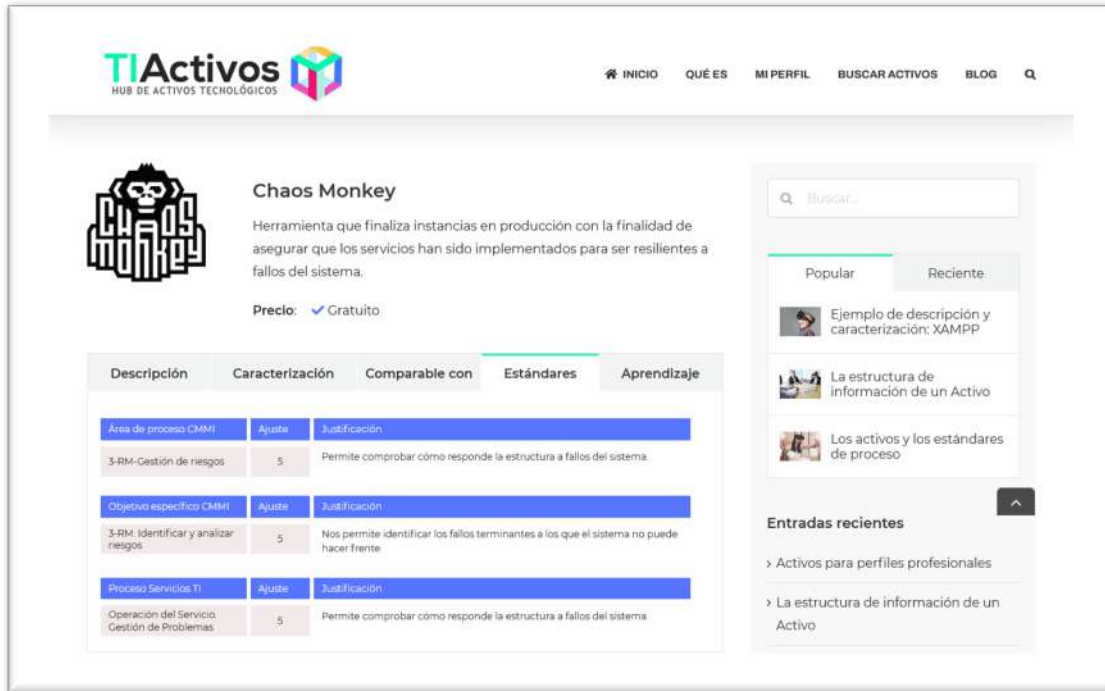 TIActivos
HUB DE ACTIVOS TECNOLÓGICOS
INICIO QUÉ ES MI PERFIL BUSCAR ACTIVOS BLOG
CHAOS
MONKEY
Chaos Monkey
Herramienta que finaliza instancias en producción con la finalidad de
asegurar que los servicios han sido implementados para ser resilientes a
fallos del sistema.
Precio: Gratuito
Descripción Caracterización Comparable con Estándares Aprendizaje
Área de proceso CMMI Ajuste Justificación
3-RM-Gestión de riesgos 5 Permite comprobar cómo responde la estructura a fallos del sistema.
Objetivo específico CMMI Ajuste Justificación
3-RM: Identificar y analizar
riesgos
5
Nos permite identificar los fallos terminantes a los que el sistema no puede
hacer frente.
Proceso Servicios TI Ajuste Justificación
Operación del Servicio.
Gestión de Problemas
5
Permite comprobar cómo responde la estructura a fallos del sistema.
Buscar...
Popular Reciente
Ejemplo de descripción y
caracterización: XAMPP
La estructura de
información de un Activo
Los activos y los estándares
de proceso
Entradas recientes
Activos para perfiles profesionales
La estructura de información de un
Activo